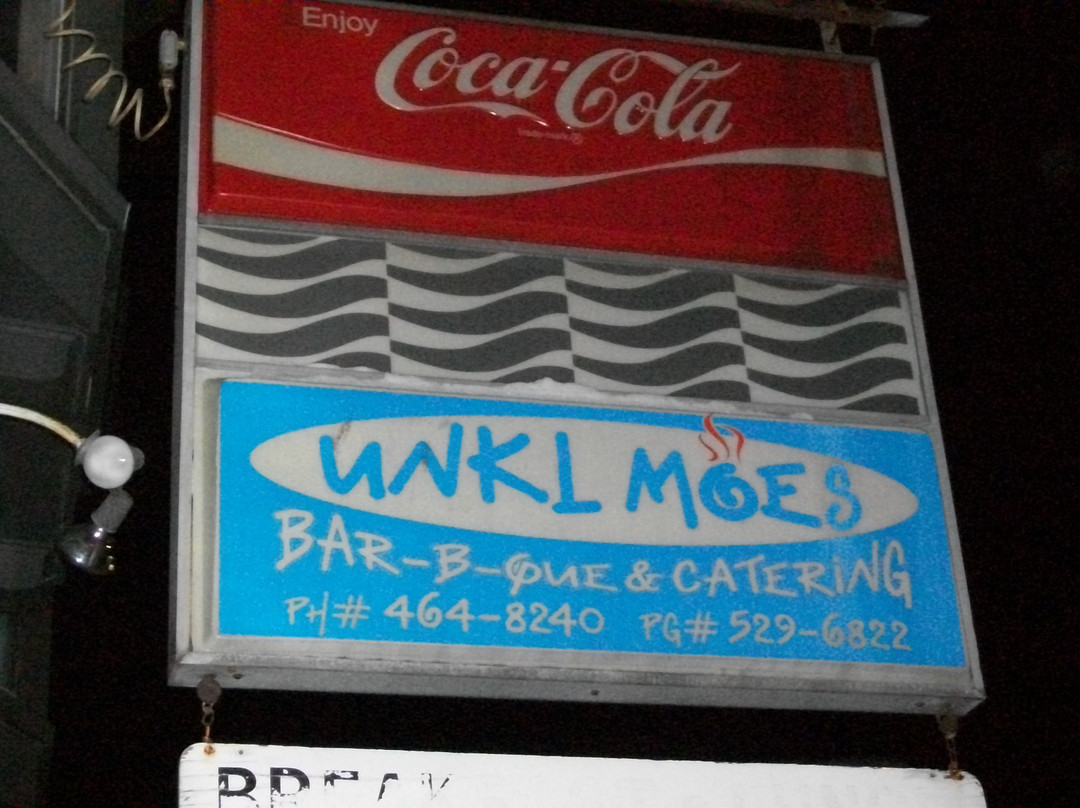 Enjoy
Coca-Cola
UNKL MOES
BAR-B-QUE & CATERING
PH# 464-8240 PG# 529-6822